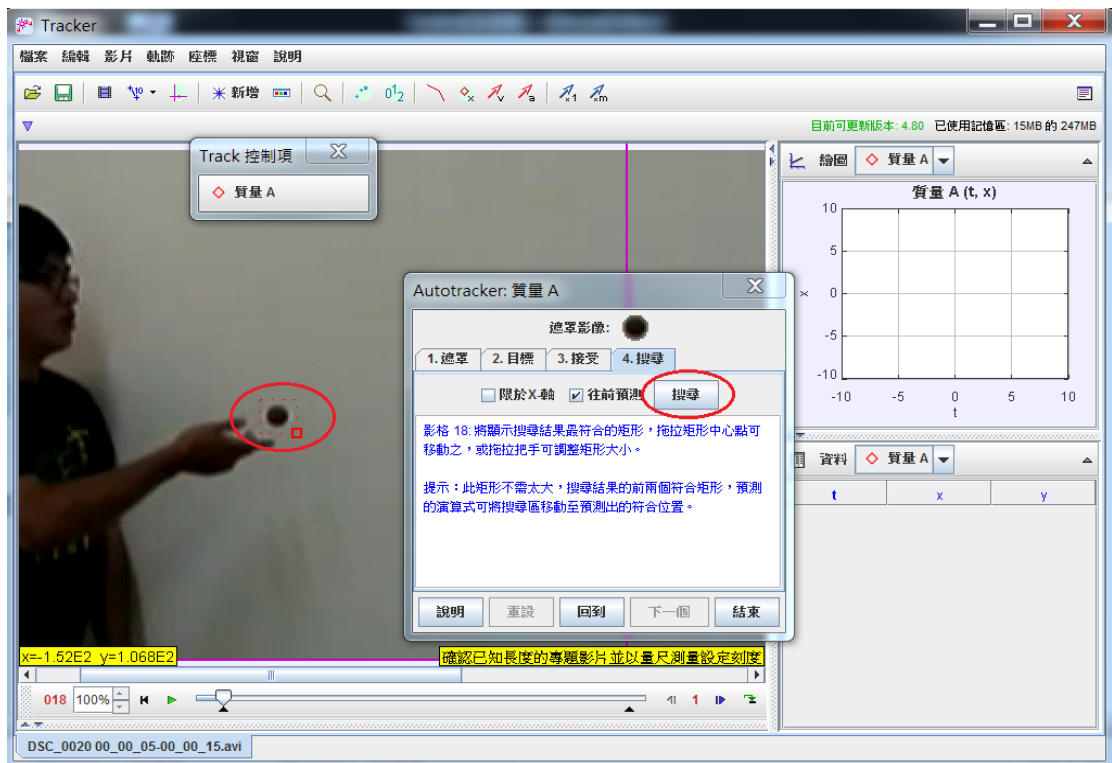 Tracker
檔案 編輯 影片 軌跡 座標 視窗 說明
新增
目前可更新版本: 4.80 已使用記憶區: 15MB 的 247MB
Track 控制項
質量 A
繪圖 質量 A
質量 A (t, x)
10
5
0
-5
-10
x
-10 -5 0 5 10
t
Autotracker: 質量 A
遮罩影像:
1. 遮罩 2. 目標 3. 接受 4. 搜尋
限於X-軸 往前預測 搜尋
影格 18: 將顯示搜尋結果最符合的矩形，拖拉矩形中心點可
移動之，或拖拉把手可調整矩形大小。
提示：此矩形不需太大，搜尋結果的前兩個符合矩形，預測
的演算式可將搜尋區移動至預測出的符合位置。
說明 重設 回到 下一個 結束
資料 質量 A
t x y
x=-1.52E2 y=1.068E2
確認已知長度的專題影片並以量尺測量設定刻度
018 100% 1
DSC_0020 00_00_05-00_00_15.avi